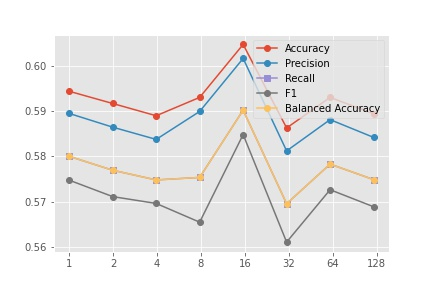 Accuracy
Precision
Recall
F1
Balanced Accuracy
0.60
0.59
0.58
0.57
0.56
1 2 4 8 16 32 64 128